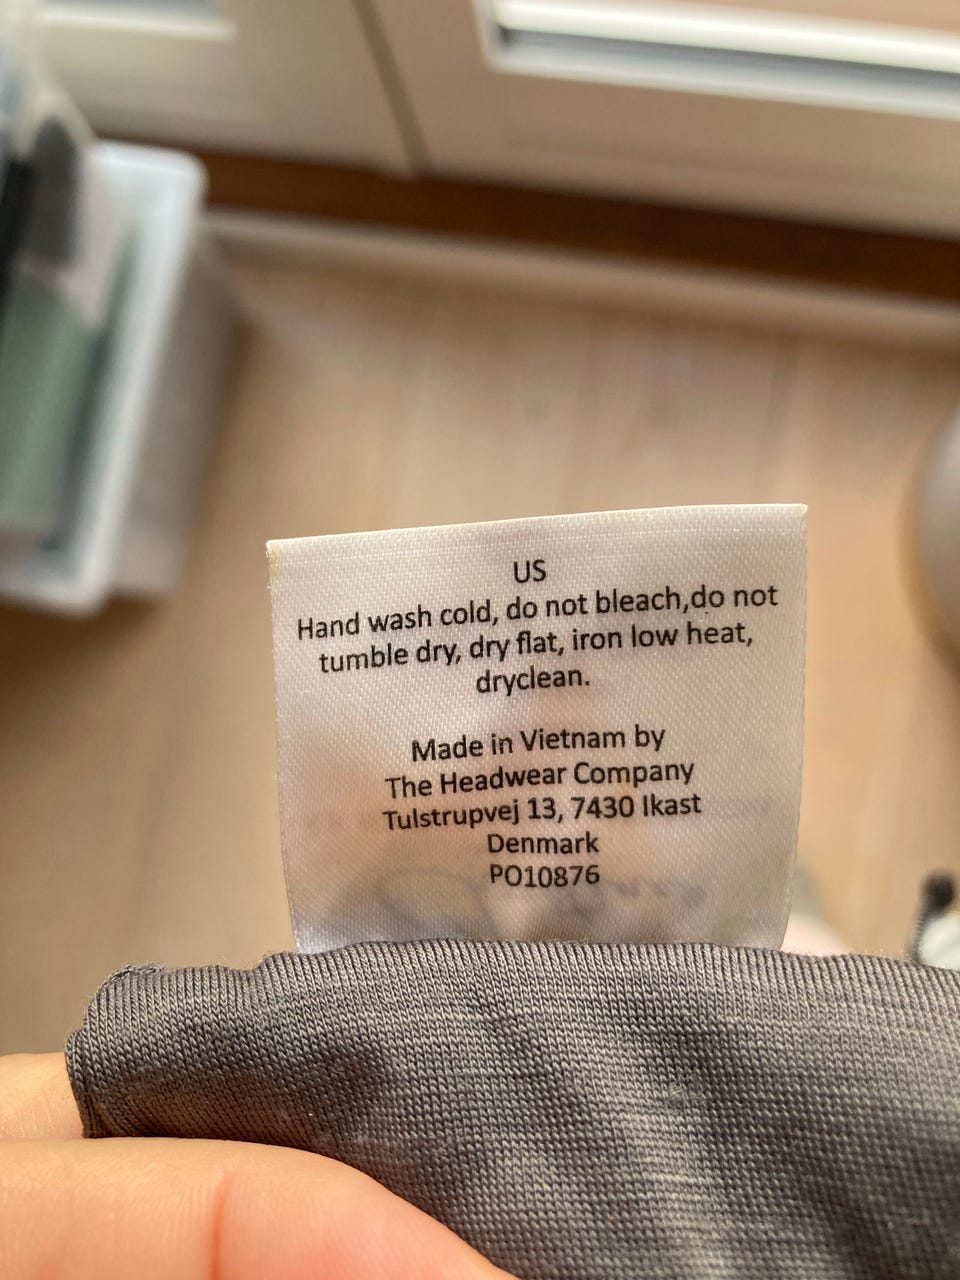 US
Hand wash cold, do not bleach,do not
tumble dry, dry flat, iron low heat,
dryclean.
Made in Vietnam by
The Headwear Company
Tulstrupvej 13, 7430 Ikast
Denmark
PO10876